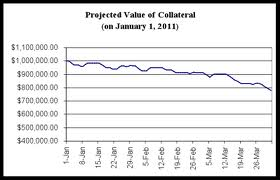 Projected Value of Collateral
(on January 1, 2011)
$1,100,000.00
$1,000,000.00
$900,000.00
$800,000.00
$700,000.00
$600,000.00
$500,000.00
$400,000.00
1-Jan
8-Jan
15-Jan
22-Jan
29-Jan
5-Feb
12-Feb
19-Feb
26-Feb
5-Mar
12-Mar
19-Mar
26-Mar